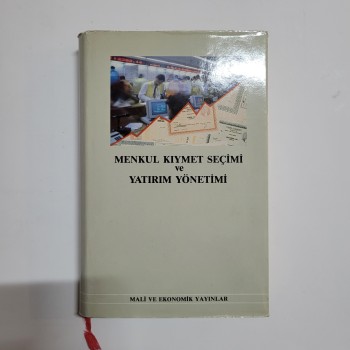 MENKUL KIYMET SEÇİMİ
ve
YATIRIM YÖNETİMİ
MALİ VE EKONOMİK YAYINLAR